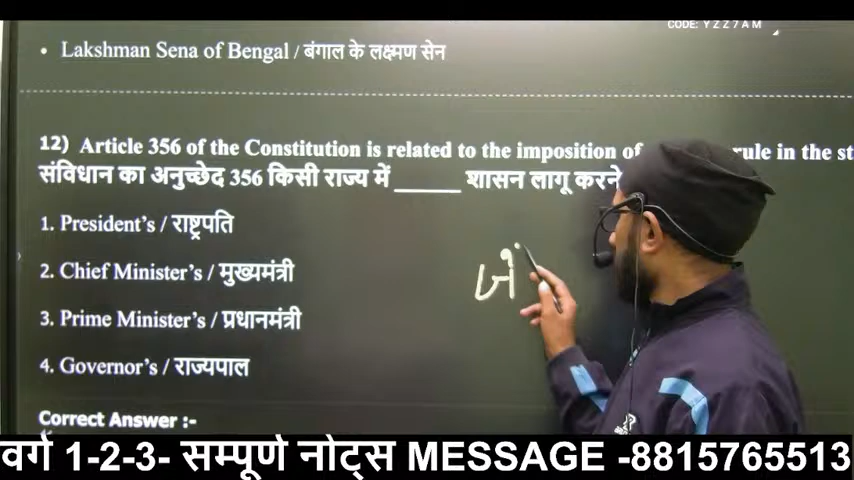 CODE: YZZ7AM
• Lakshman Sena of Bengal / बंगाल के लक्ष्मण सेन
12) Article 356 of the Constitution is related to the imposition of rule in the st
संविधान का अनुच्छेद 356 किसी राज्य में ______ शासन लागू करने
1. President's / राष्ट्रपति
2. Chief Minister's / मुख्यमंत्री
3. Prime Minister's / प्रधानमंत्री
4. Governor's / राज्यपाल
Correct Answer :-
वर्ग 1-2-3- सम्पूर्ण नोट्स MESSAGE -8815765513